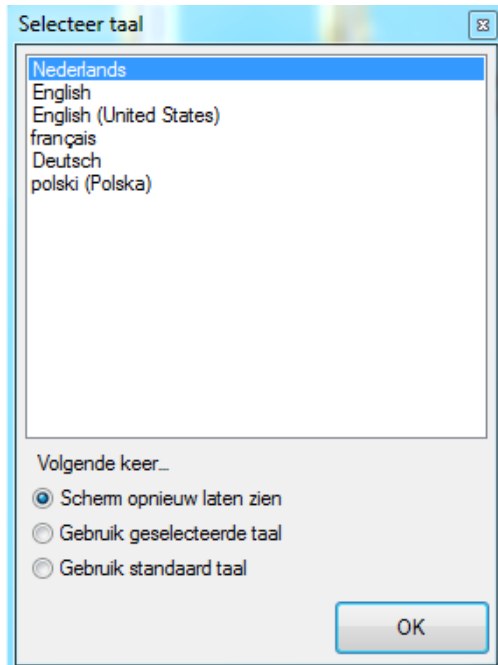 Selecteer taal
Nederlands
English
English (United States)
français
Deutsch
polski (Polska)
Volgende keer...
Scherm opnieuw laten zien
Gebruik geselecteerde taal
Gebruik standaard taal
OK